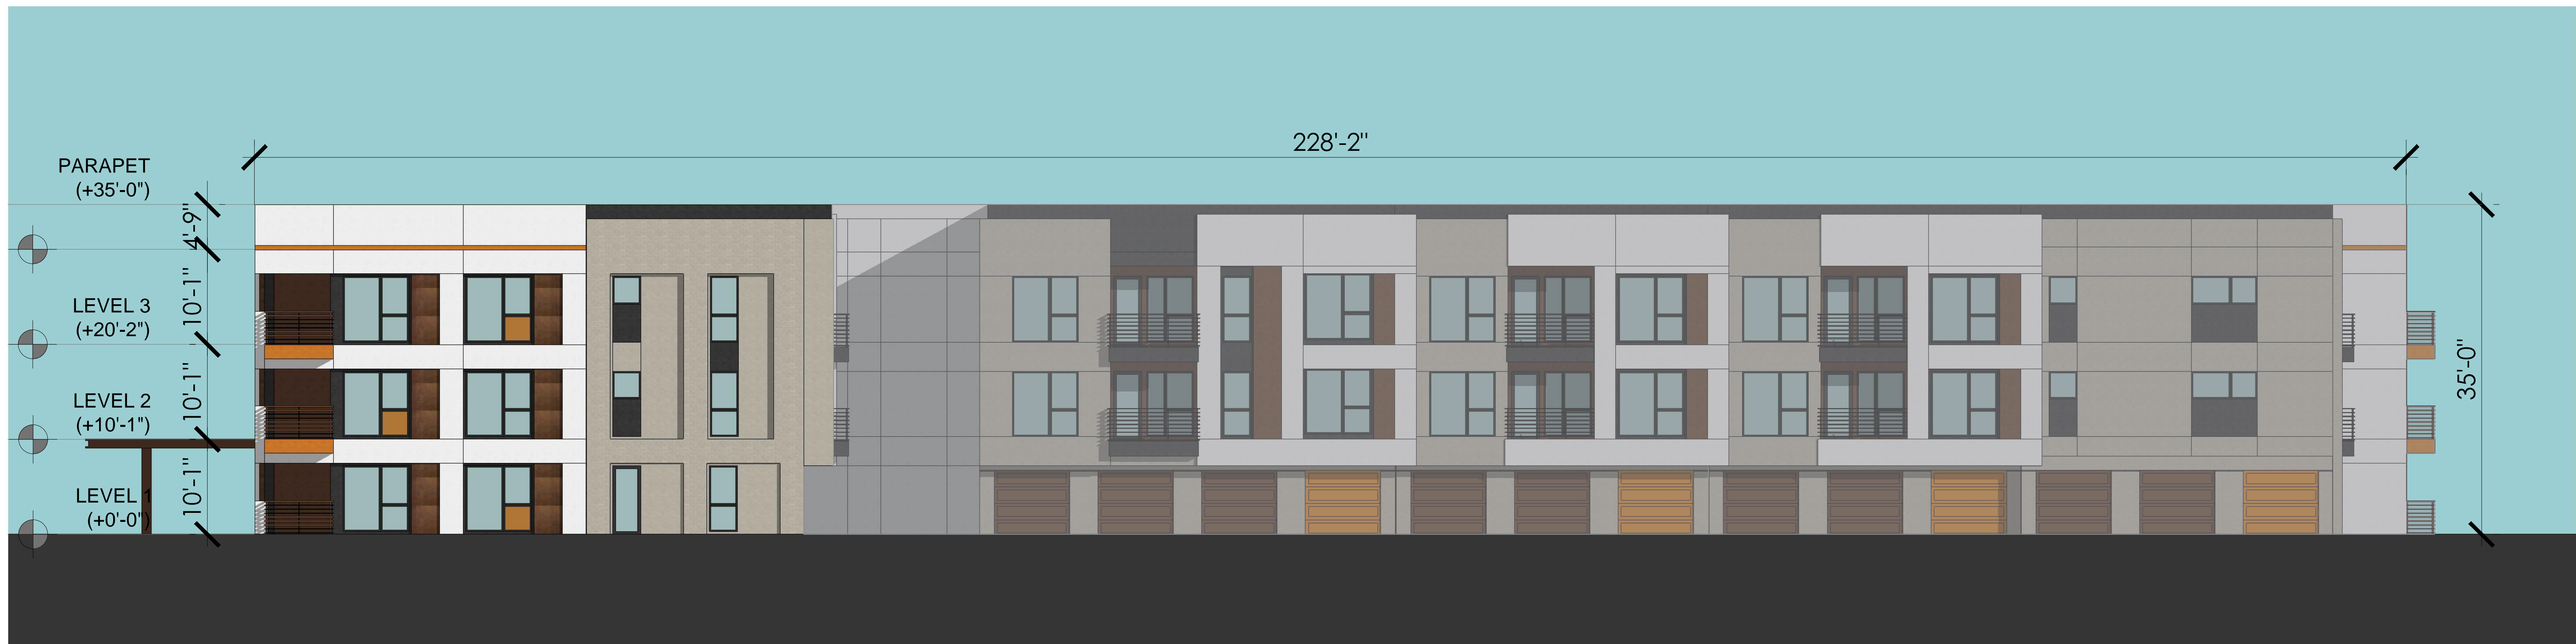 228'-2"
PARAPET
(+35'-0")
4'-9"
10'-1"
LEVEL 3
(+20'-2")
10'-1"
LEVEL 2
(+10'-1")
10'-1"
LEVEL 1
(+0'-0")
35'-0"